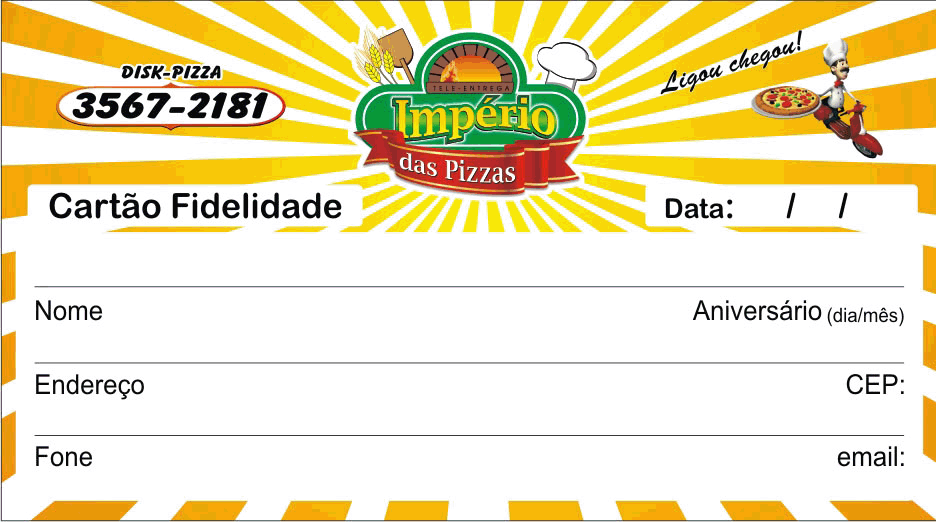 DISK-PIZZA
3567-2181
TELE-ENTREGA
Império
das Pizzas
Ligou chegou!
Cartão Fidelidade
Data: / /
Nome Aniversário (dia/mês)
Endereço CEP:
Fone email: